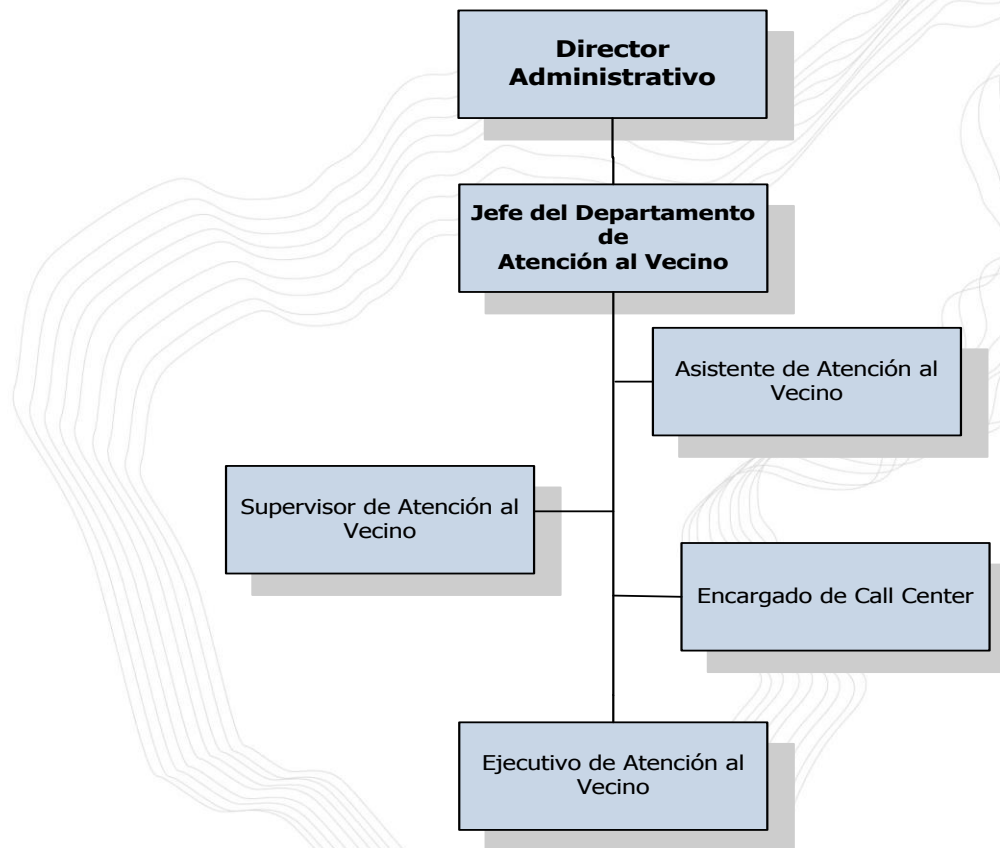 Director
Administrativo
Jefe del Departamento
de
Atención al Vecino
Asistente de Atención al
Vecino
Supervisor de Atención al
Vecino
Encargado de Call Center
Ejecutivo de Atención al
Vecino